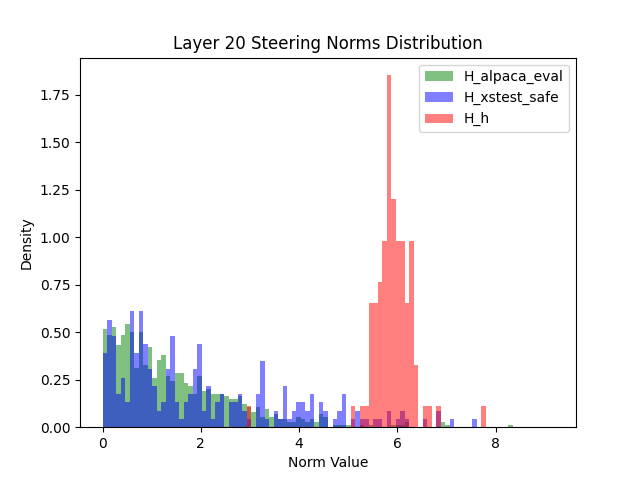 Layer 20 Steering Norms Distribution
H_alpaca_eval
H_xstest_safe
H_h
1.75
1.50
1.25
1.00
0.75
0.50
0.25
0.00
Density
0 2 4 6 8
Norm Value